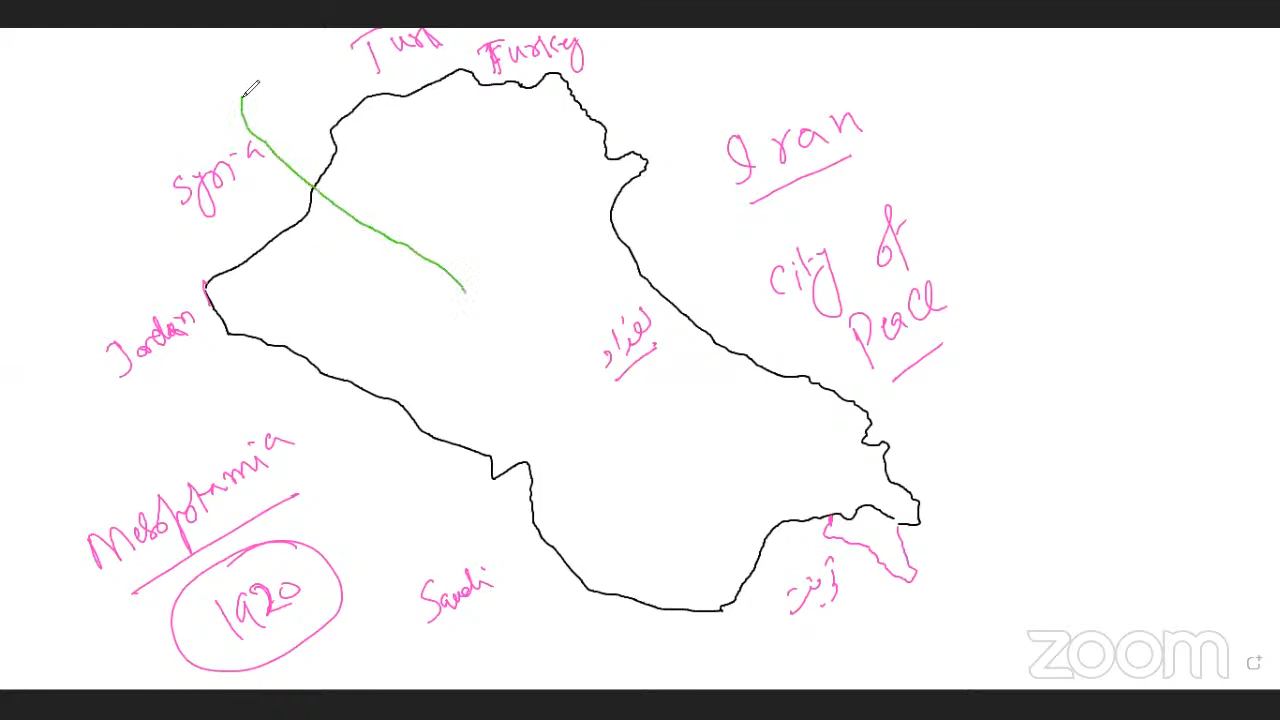 Turk
Turkey
Iran
Syria
City of
Peace
بغداد
Jordan
Mesopotamia
1920
Saudi
کویت
zoom